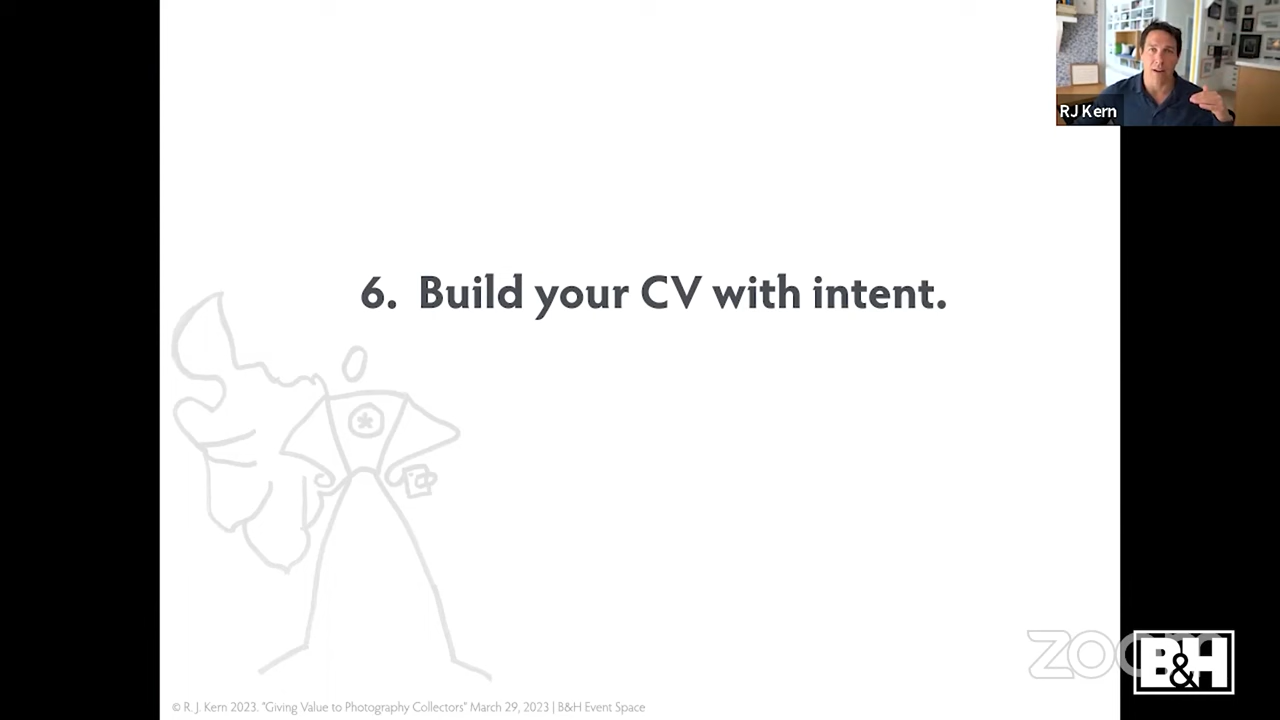 RJ Kern
6. Build your CV with intent.
*
zoom
B&H
© R. J. Kern 2023. "Giving Value to Photography Collectors" March 29, 2023 | B&H Event Space